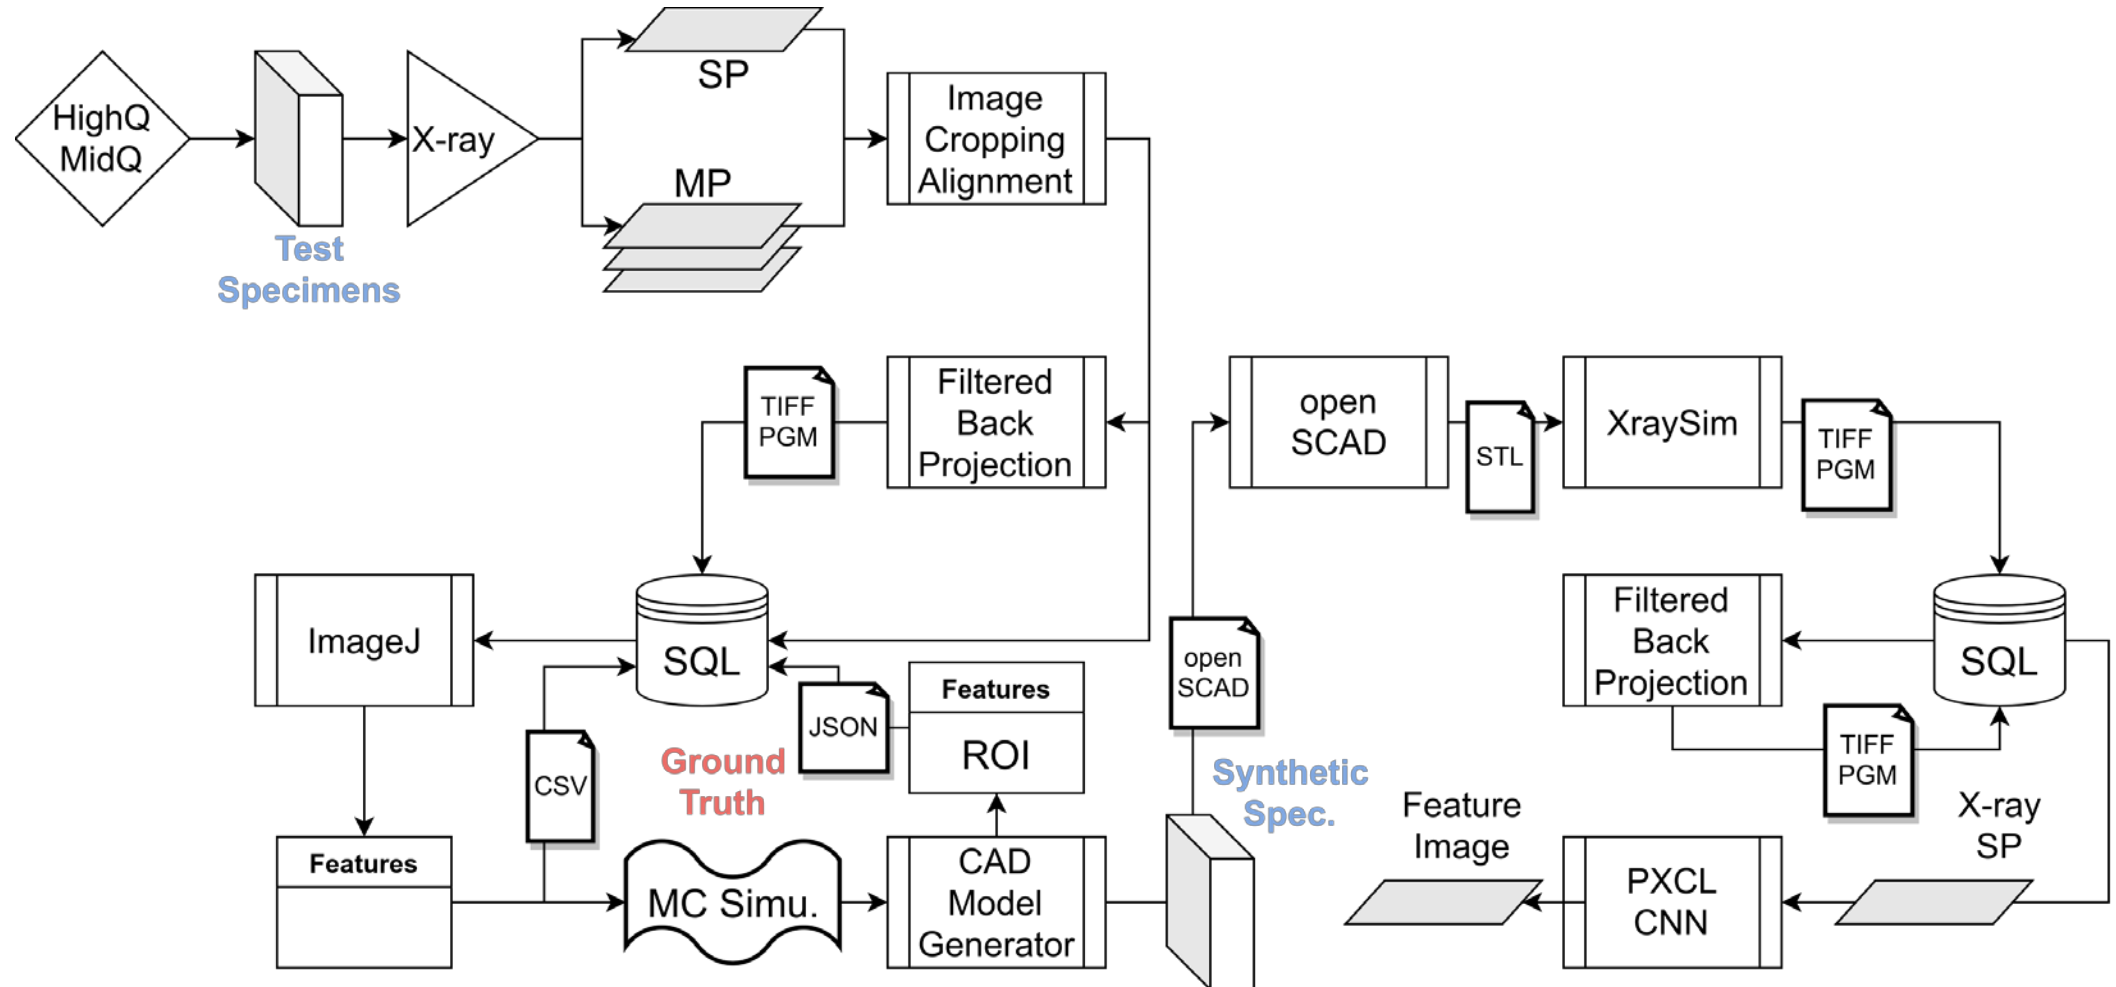 HighQ
MidQ
Test
Specimens
X-ray
SP
MP
Image
Cropping
Alignment
Filtered
Back
Projection
TIFF
PGM
SQL
ImageJ
Features
CSV
MC Simu.
CAD
Model
Generator
Features
ROI
JSON
Ground
Truth
Synthetic
Spec.
open
SCAD
open
SCAD
STL
XraySim
TIFF
PGM
SQL
Filtered
Back
Projection
TIFF
PGM
X-ray
SP
PXCL
CNN
Feature
Image